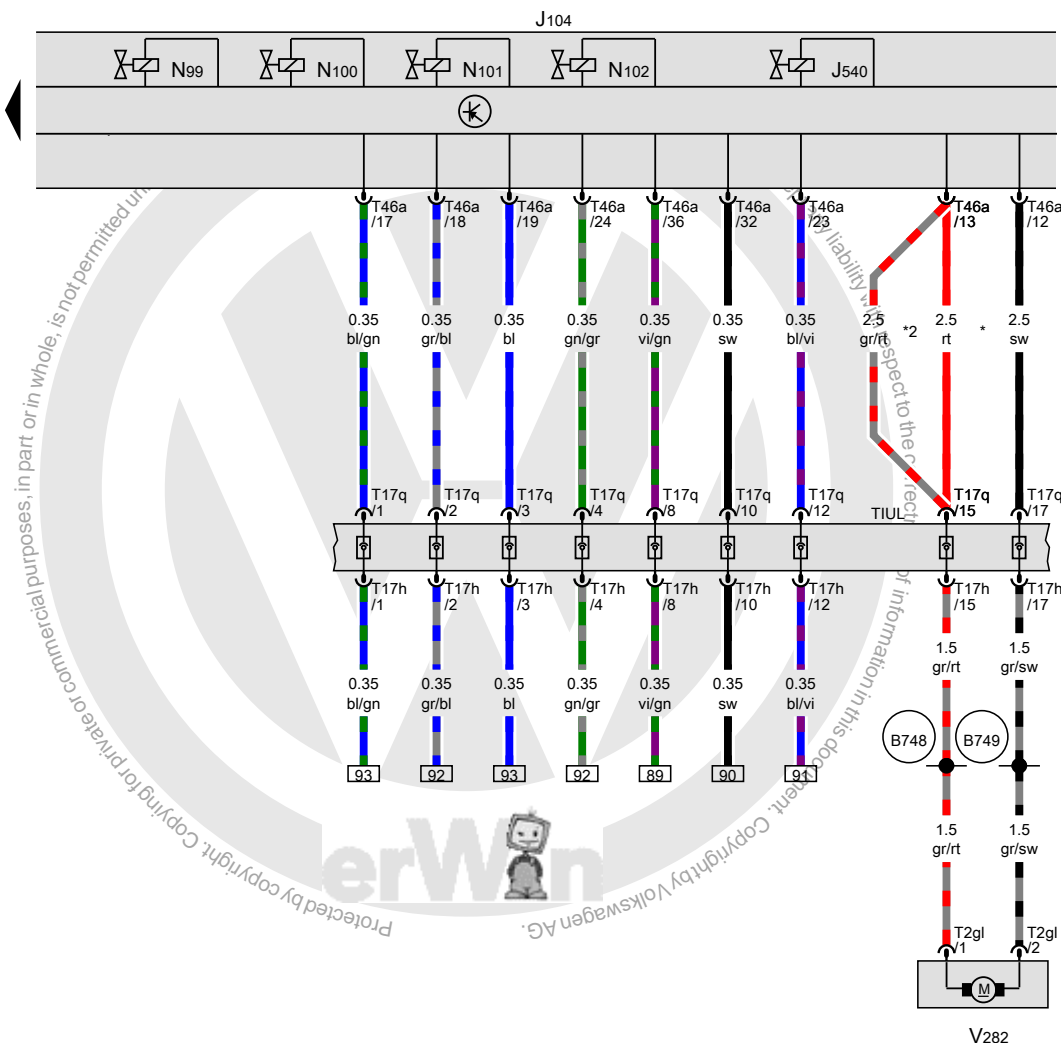 J104
N99 N100 N101 N102 J540
T46a T46a T46a T46a T46a T46a T46a T46a T46a
/17 /18 /19 /24 /36 /32 /23 /13 /12
0.35 0.35 0.35 0.35 0.35 0.35 0.35 2.5 2.5 2.5
bl/gn gr/bl bl gn/gr vi/gn sw bl/vi gr/rt *2 rt * sw
T17q T17q T17q T17q T17q T17q T17q T17q T17q
/1 /2 /3 /4 /8 /10 /12 TIUL /15 /17
T17h T17h T17h T17h T17h T17h T17h T17h T17h
/1 /2 /3 /4 /8 /10 /12 /15 /17
1.5 1.5
gr/rt gr/sw
0.35 0.35 0.35 0.35 0.35 0.35 0.35
bl/gn gr/bl bl gn/gr vi/gn sw bl/vi
B748 B749
93 92 93 92 89 90 91
1.5 1.5
gr/rt gr/sw
T2gl T2gl
/1 /2
M
V282
erWin
Protected by copyright. Copying for private or commercial purposes, in part or in whole, is not permitted un
ept any liability with respect to the correct of information in this document. Copyright by Volkswagen AG.